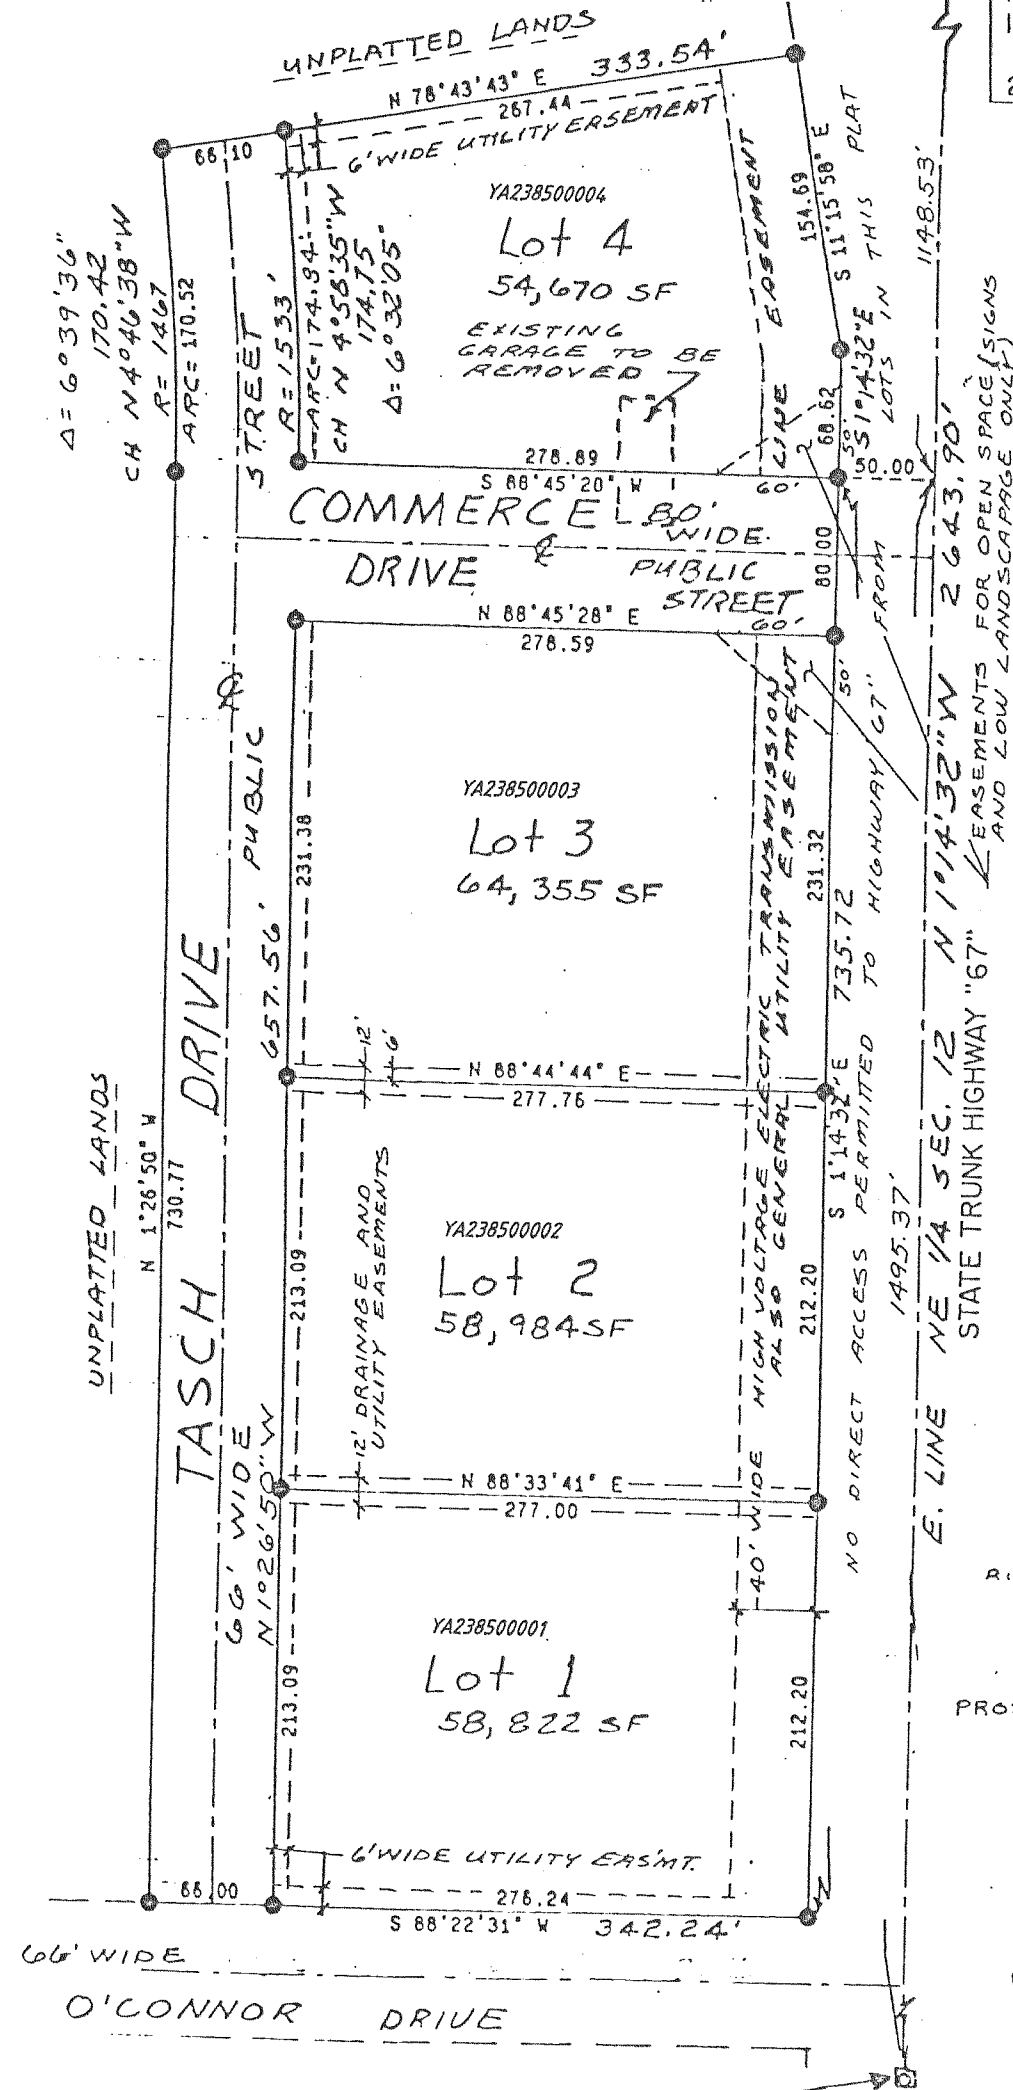 UNPLATTED LANDS
N 78°43'43" E 333.54'
267.44
66.10
6' WIDE UTILITY EASEMENT
Δ = 6°39'36"
170.42
CH N4°46'38"W
R = 1467
ARC = 170.52
STREET
R = 1533'
ARC = 174.84'
CH N 4°58'35"W
174.75
Δ = 6°32'05"
YA238500004
Lot 4
54,670 SF
EXISTING
GARAGE TO BE
REMOVED
LINE EASEMENT
154.69
S 11°15'58" E
68.62
S 1°14'32" E
LOTS IN THIS PLAT
1148.53'
50'
50.00
278.89
S 88°45'20" W
60'
COMMERCE
DRIVE
80'
WIDE
PUBLIC
STREET
80.00
N 88°45'28" E
278.59
60'
50'
FROM
YA238500003
Lot 3
64,355 SF
231.38
231.32
657.56' PUBLIC
735.72
N 88°44'44" E
277.76
12'
6'
S 1°14'32" E
HIGH VOLTAGE ELECTRIC TRANSMISSION
ALSO GENERAL UTILITY EASEMENT
40' WIDE
NO DIRECT ACCESS PERMITTED TO HIGHWAY "67"
1495.37'
E. LINE NE 1/4 SEC. 12 N 1°14'32" W 2643.90'
STATE TRUNK HIGHWAY "67"
EASEMENTS FOR OPEN SPACE (SIGNS
AND LOW LANDSCAPAGE ONLY)
UNPLATTED LANDS
N 1°26'50" W
730.77
TASCH DRIVE
66' WIDE
N1°26'50"W
YA238500002
Lot 2
58,984 SF
213.09
212.20
12' DRAINAGE AND
UTILITY EASEMENTS
N 88°33'41" E
277.00
YA238500001
Lot 1
58,822 SF
213.09
212.20
6' WIDE UTILITY EAS'MT.
66.00
276.24
S 88°22'31" W 342.24'
66' WIDE
O'CONNOR DRIVE